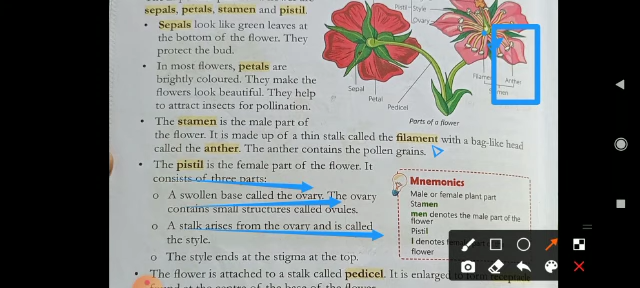 sepals, petals, stamen and pistil.
• Sepals look like green leaves at
the bottom of the flower. They
protect the bud.
• In most flowers, petals are
brightly coloured. They make the
flowers look beautiful. They help
to attract insects for pollination.
Pistil
Style
Ovary
Sepal
Petal
Pedicel
Anther
Parts of a flower
• The stamen is the male part of
the flower. It is made up of a thin stalk called the filament with a bag-like head
called the anther. The anther contains the pollen grains.
• The pistil is the female part of the flower. It
consists of three parts:
o A swollen base called the ovary. The ovary
contains small structures called ovules.
o A stalk arises from the ovary and is called
the style.
o The style ends at the stigma at the top.
Mnemonics
Male or female plant part
Stamen
men denotes the male part of the
flower
Pistil
l denotes
flower
• The flower is attached to a stalk called pedicel. It is enlarged